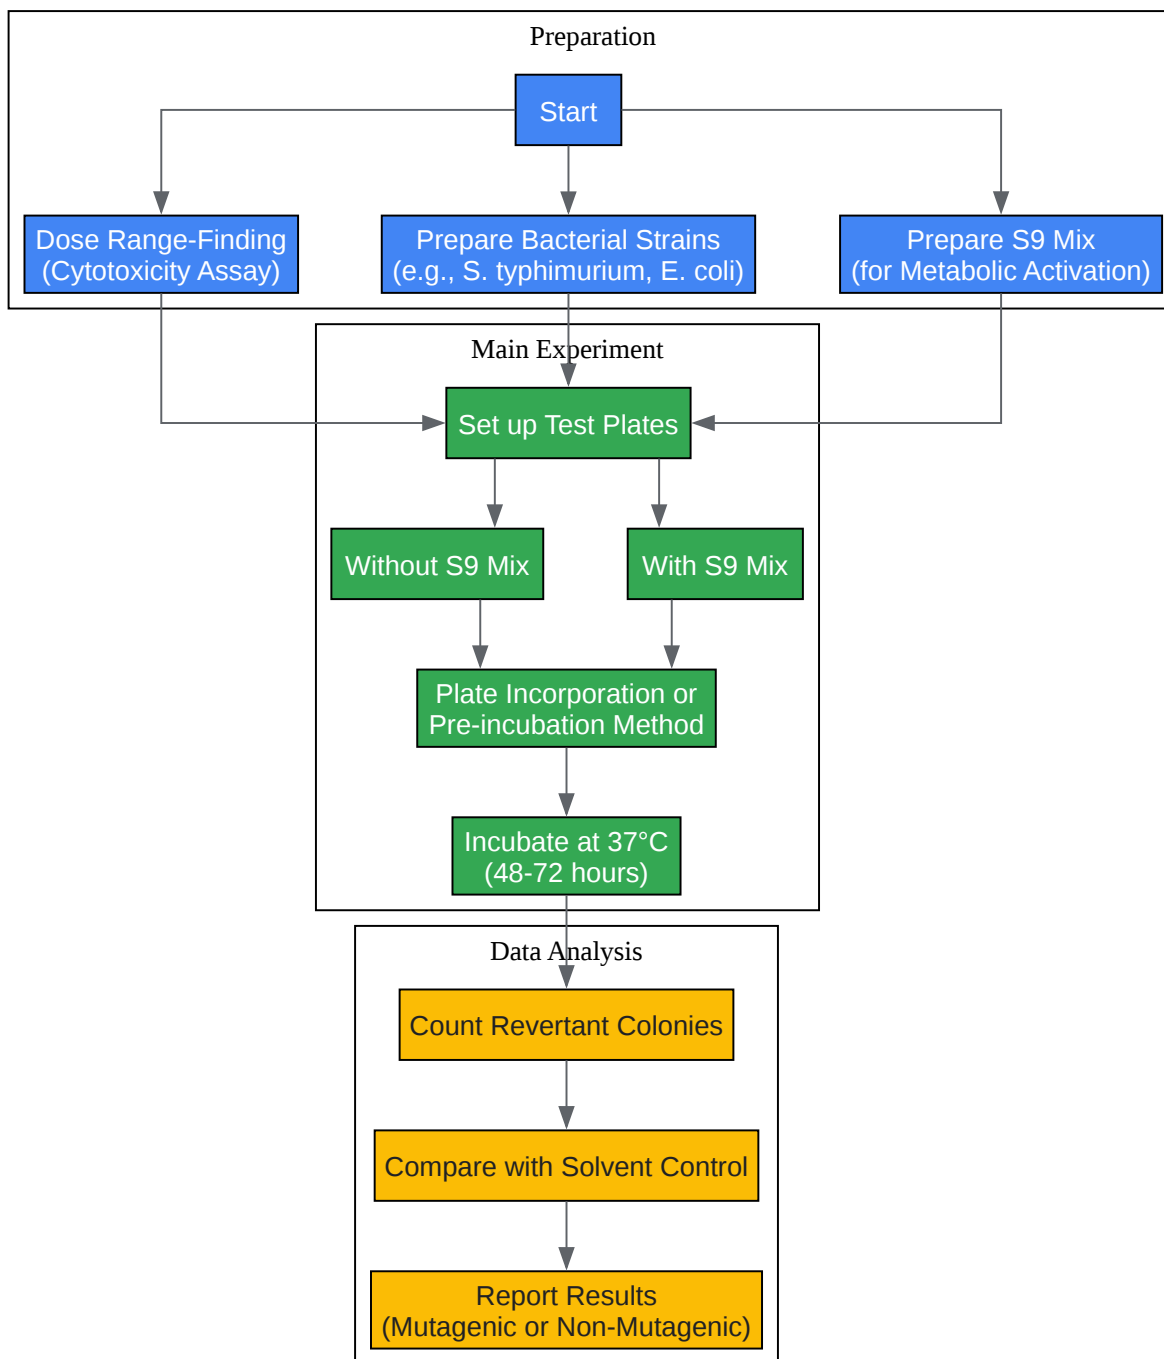 Preparation
Start
Dose Range-Finding
(Cytotoxicity Assay)
Prepare Bacterial Strains
(e.g., S. typhimurium, E. coli)
Prepare S9 Mix
(for Metabolic Activation)
Main Experiment
Set up Test Plates
Without S9 Mix
With S9 Mix
Plate Incorporation or
Pre-incubation Method
Incubate at 37°C
(48-72 hours)
Data Analysis
Count Revertant Colonies
Compare with Solvent Control
Report Results
(Mutagenic or Non-Mutagenic)